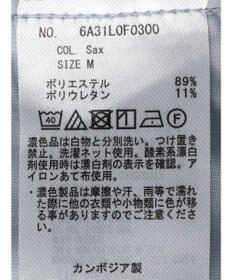 NO. 6A31L0F0300
COL. Sax
SIZE M
ポリエステル 89%
ポリウレタン 11%
40
F
濃色品は白物と分別洗い。つけ置
き禁止。洗濯ネット使用。酸素系漂白
剤使用時は漂白剤の表示を確認。ア
イロンあて布使用。
・濃色製品は摩擦や汗、雨等で濡れ
た際に他の衣類や小物に色が移
る事がありますのでご注意くださ
い。
カンボジア製